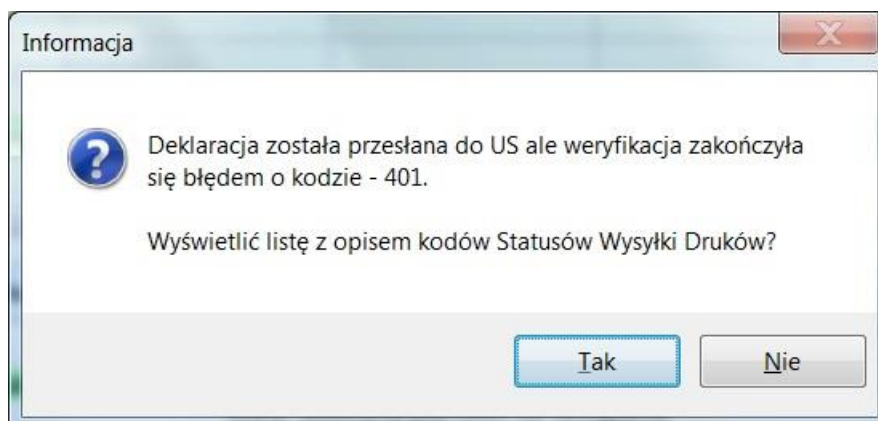 Informacja
Deklaracja została przesłana do US ale weryfikacja zakończyła
się błędem o kodzie - 401.
Wyświetlić listę z opisem kodów Statusów Wysyłki Druków?
Tak
Nie